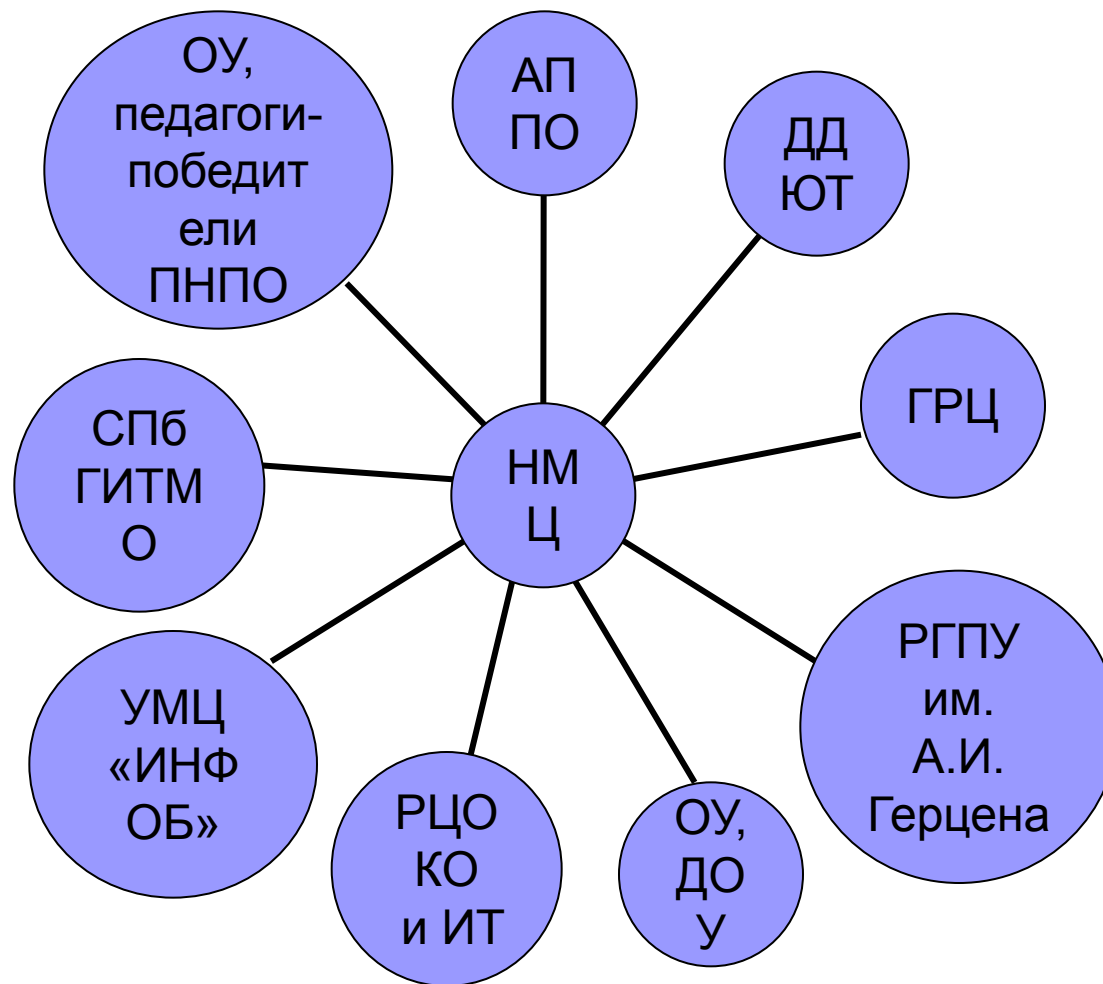 ОУ,
педагоги-
победит
ели
ПНПО
АП
ПО
ДД
ЮТ
ГРЦ
СПб
ГИТМ
О
НМ
Ц
РГПУ
им.
А.И.
Герцена
УМЦ
«ИНФ
ОБ»
РЦО
КО
и ИТ
ОУ,
ДО
У